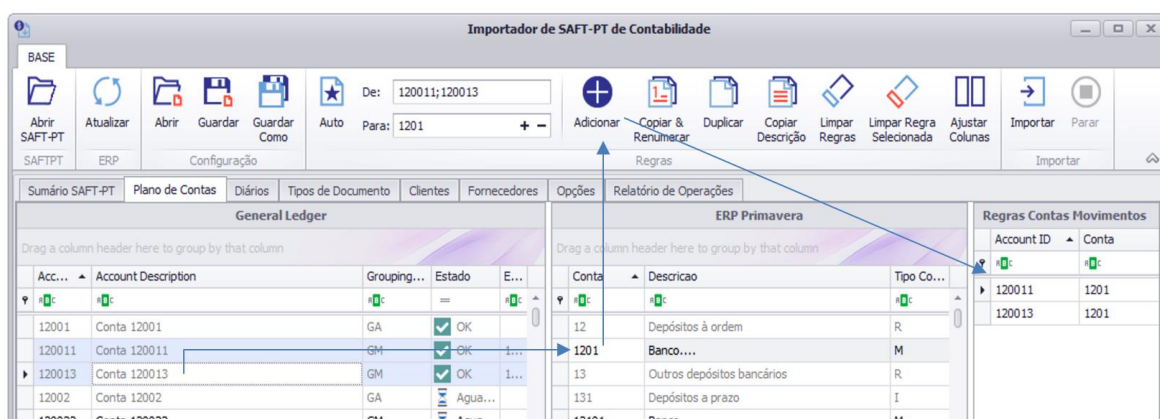 Importador de SAFT-PT de Contabilidade
BASE
Abrir SAFT-PT
Atualizar
Abrir
Guardar
Guardar Como
Auto
De: 120011;120013
Para: 1201
Adicionar
Copiar & Renumerar
Duplicar
Copiar Descrição
Limpar Regras
Limpar Regra Selecionada
Ajustar Colunas
Importar
Parar
SAFTPT ERP Configuração Regras Importar
Sumário SAFT-PT Plano de Contas Diários Tipos de Documento Clientes Fornecedores Opções Relatório de Operações
General Ledger ERP Primavera Regras Contas Movimentos
Drag a column header here to group by that column Drag a column header here to group by that column
Acc... Account Description Grouping... Estado E... Conta Descricao Tipo Co... Account ID Conta
12001 Conta 12001 GA OK 12 Depósitos à ordem R 120011 1201
120011 Conta 120011 GM OK 1... 1201 Banco.... M 120013 1201
120013 Conta 120013 GM OK 1... 13 Outros depósitos bancários R
12002 Conta 12002 GA Agua... 131 Depósitos a prazo I